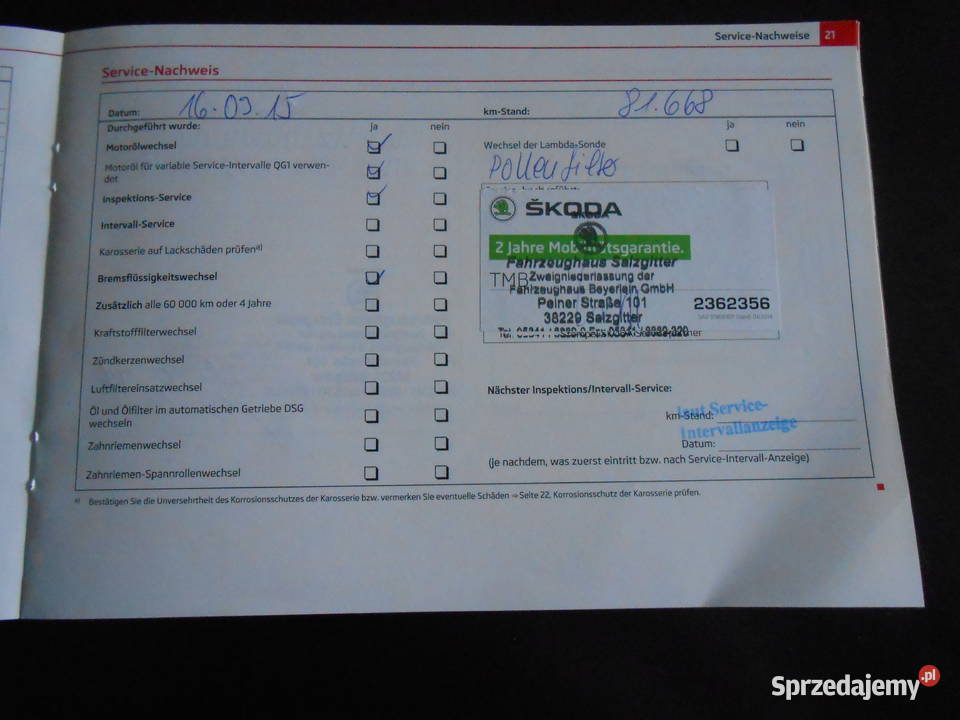 Service-Nachweise 21
Service-Nachweis
Datum: 16.03.15 km-Stand: 81.668
Durchgeführt wurde: ja nein ja nein
Motorölwechsel
Wechsel der Lambda-Sonde
Motoröl für variable Service-Intervalle QG1 verwen-
det
Pollenfilter
Inspektions-Service
Intervall-Service
Karosserie auf Lackschäden prüfen a)
Bremsflüssigkeitswechsel
Zusätzlich alle 60 000 km oder 4 Jahre
Kraftstofffilterwechsel
Zündkerzenwechsel
Luftfiltereinsatzwechsel
Öl und Ölfilter im automatischen Getriebe DSG
wechseln
Zahnriemenwechsel
Zahnriemen-Spannrollenwechsel
ŠKODA
ŠKODA
2 Jahre Mobilitätsgarantie.
Fahrzeughaus Salzgitter
TMB
Zweigniederlassung der
Fahrzeughaus Beyerlein GmbH
Peiner Straße 101
38229 Salzgitter
2362356
Nächster Inspektions/Intervall-Service:
km-Stand:
laut Service-
Intervallanzeige
Datum:
(je nachdem, was zuerst eintritt bzw. nach Service-Intervall-Anzeige)
a) Bestätigen Sie die Unversehrtheit des Korrosionsschutzes der Karosserie bzw. vermerken Sie eventuelle Schäden ⇒ Seite 22, Korrosionsschutz der Karosserie prüfen.
Sprzedajemy.pl